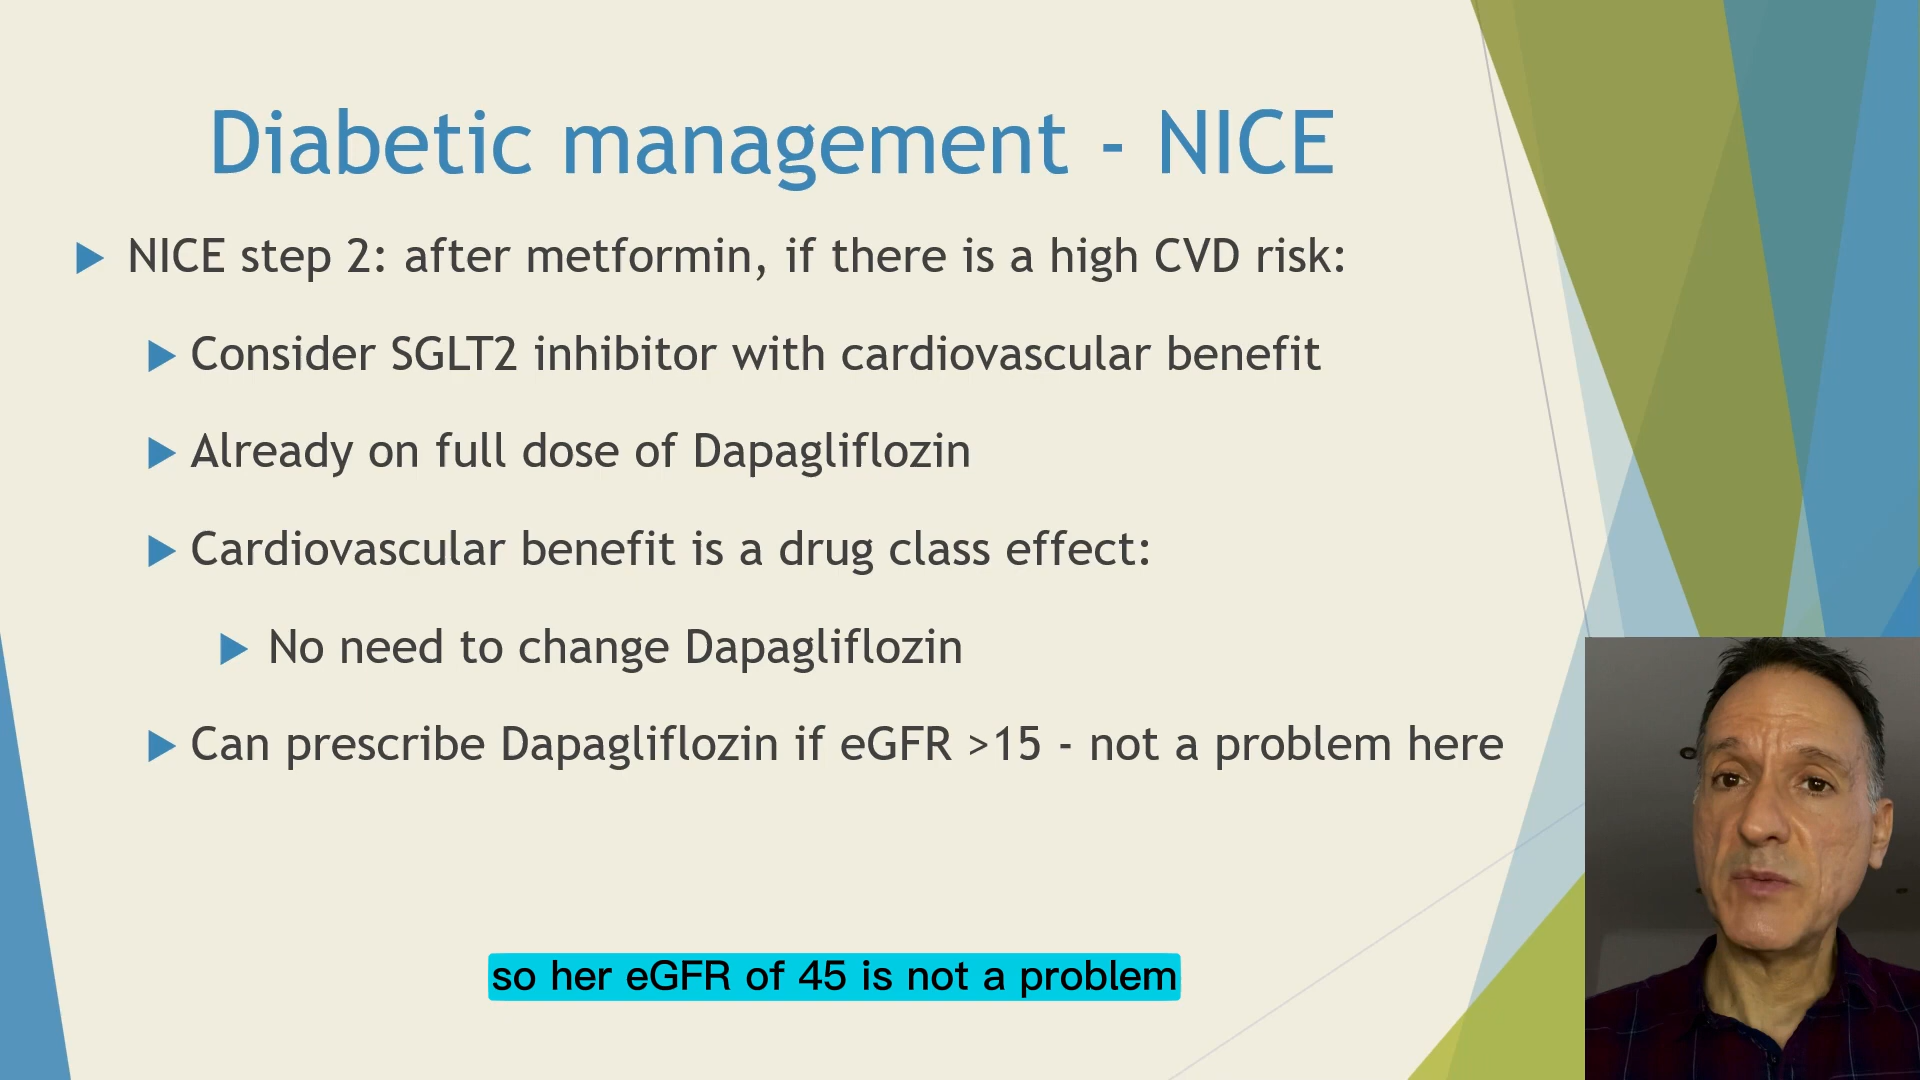 Diabetic management - NICE
NICE step 2: after metformin, if there is a high CVD risk:
Consider SGLT2 inhibitor with cardiovascular benefit
Already on full dose of Dapagliflozin
Cardiovascular benefit is a drug class effect:
No need to change Dapagliflozin
Can prescribe Dapagliflozin if eGFR >15 - not a problem here
so her eGFR of 45 is not a problem